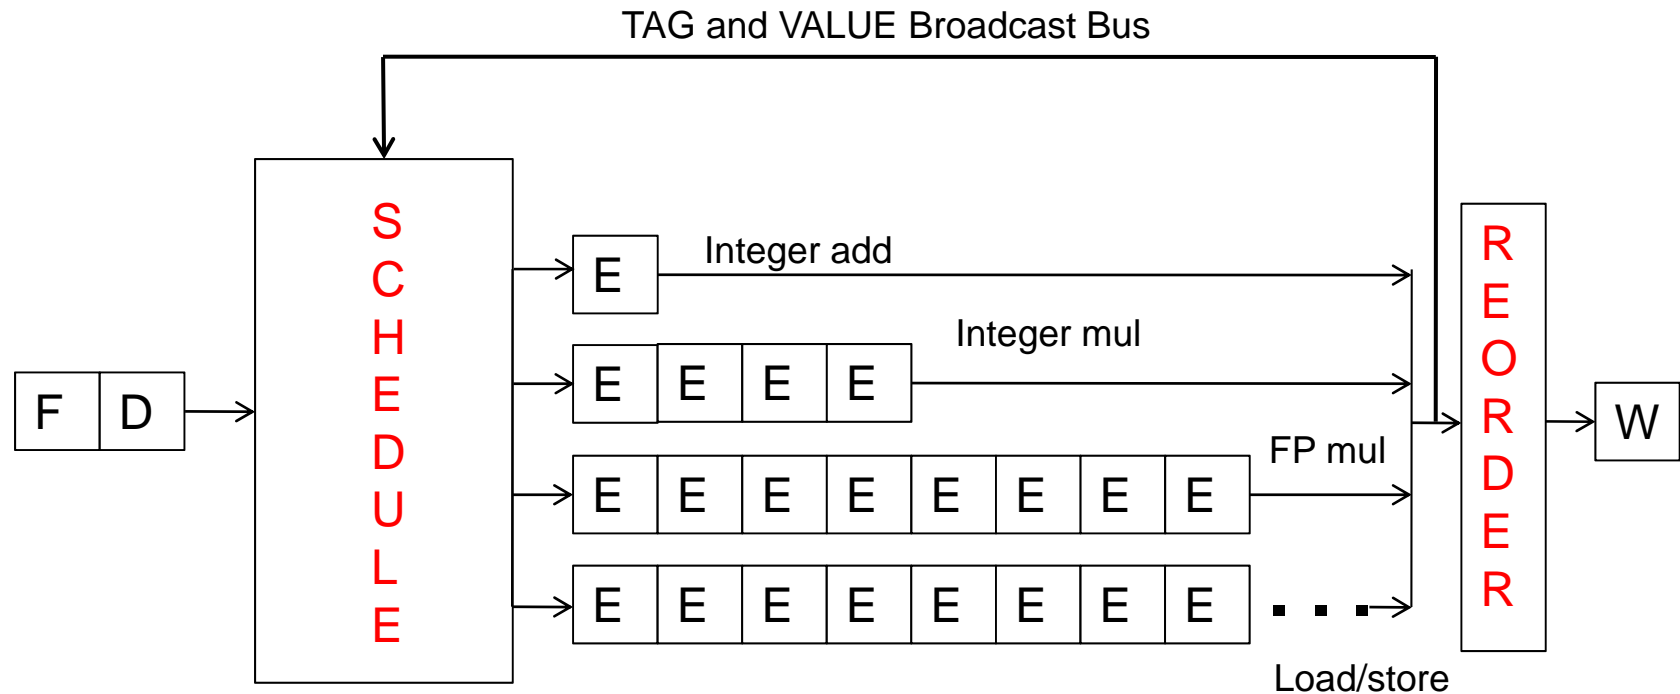 TAG and VALUE Broadcast Bus
F D
S
C
H
E
D
U
L
E
E
Integer add
E E E E
Integer mul
E E E E E E E E
FP mul
E E E E E E E E . . .
Load/store
R
E
O
R
D
E
R
W